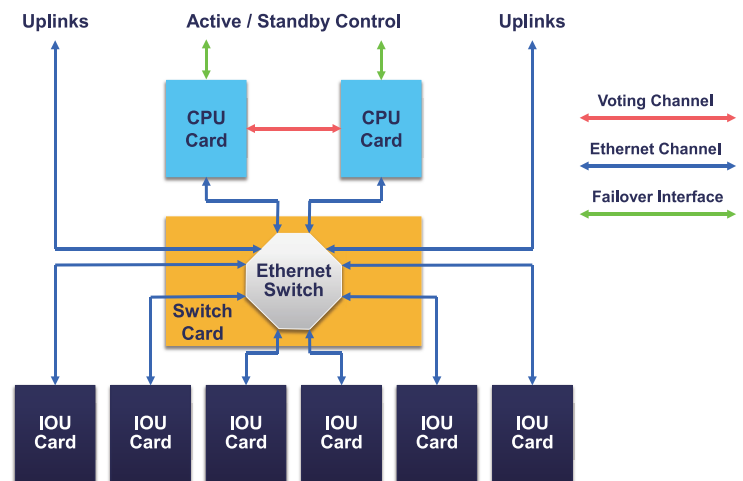 Uplinks
Active / Standby Control
Uplinks
CPU
Card
CPU
Card
Voting Channel
Ethernet Channel
Failover Interface
Ethernet
Switch
Switch
Card
IOU
Card
IOU
Card
IOU
Card
IOU
Card
IOU
Card
IOU
Card